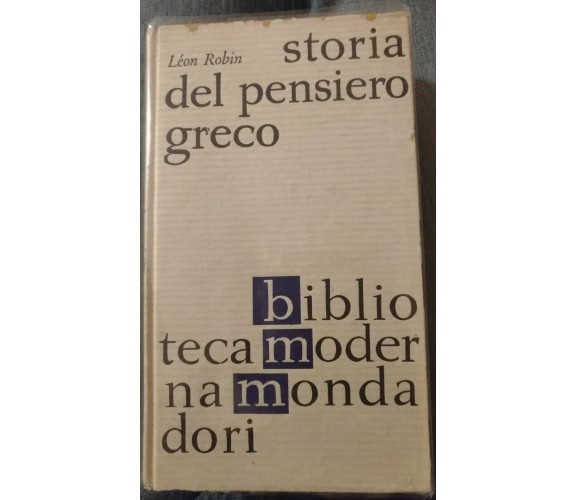 Léon Robin storia
del pensiero
greco
biblio
teca moder
na monda
dori